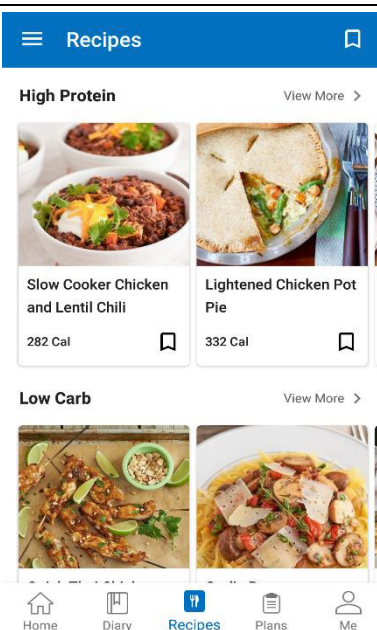 Recipes
High Protein
View More >
Slow Cooker Chicken
and Lentil Chili
282 Cal
Lightened Chicken Pot
Pie
332 Cal
Low Carb
View More >
Home
Diary
Recipes
Plans
Me